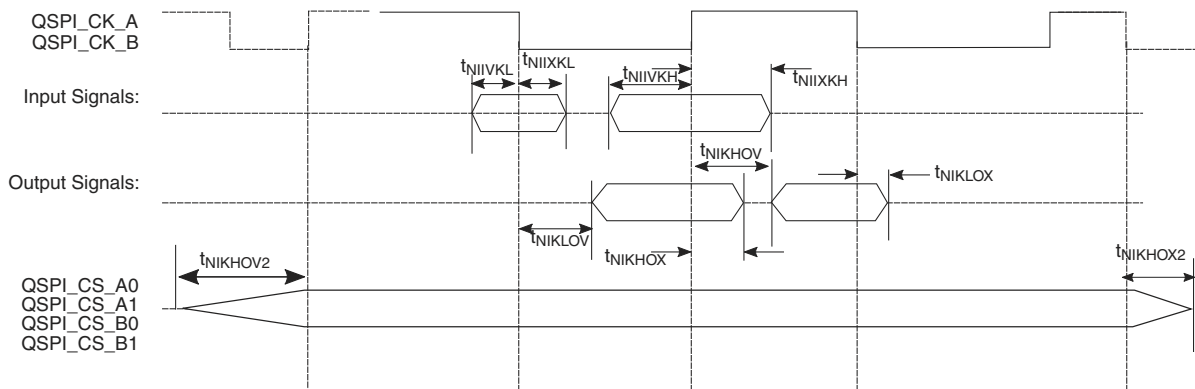 QSPI_CK_A
QSPI_CK_B
tNIIVKL
tNIIXKL
tNIIVKH
tNIIXKH
Input Signals:
tNIKHOV
Output Signals:
tNIKLOX
tNIKLOV
tNIKHOX
tNIKHOV2
tNIKHOX2
QSPI_CS_A0
QSPI_CS_A1
QSPI_CS_B0
QSPI_CS_B1